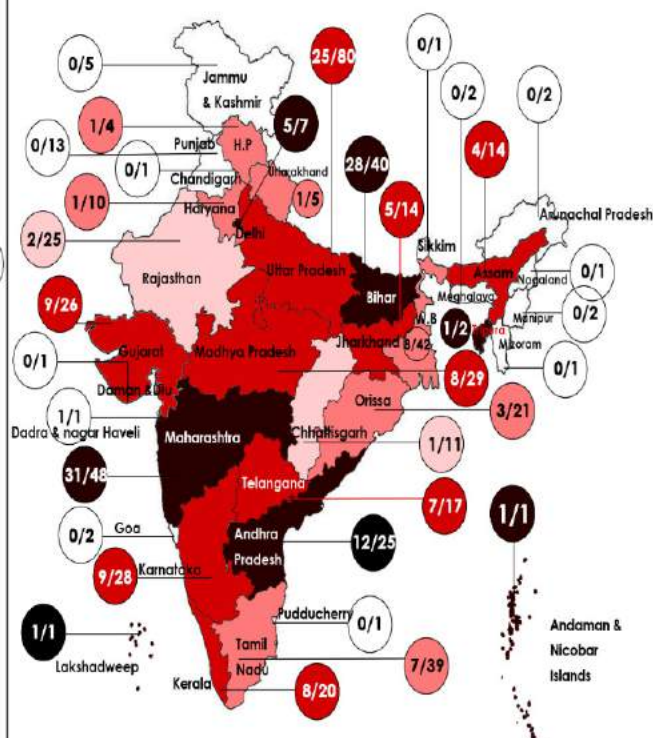 0/1
25/80
0/5
Jammu
& Kashmir
0/2
0/2
1/4
5/7
4/14
0/13
Punjab
H.P
28/40
0/1
Chandigarh
Uttarakhand
5/14
1/10
Haryana
1/5
Delhi
Arunachal Pradesh
2/25
Sikkim
Uttar Pradesh
Assam
Rajasthan
Nagaland
0/1
Bihar
Meghalaya
9/26
W.B
1/2
Tripura
Manipur
0/2
Gujarat
Madhya Pradesh
Jharkhand
8/42
Mizoram
0/1
8/29
0/1
Daman & Diu
Orissa
3/21
1/1
Dadra & nagar Haveli
Maharashtra
Chhattisgarh
1/11
31/48
Telangana
7/17
1/1
0/2
Goa
Andhra
Pradesh
12/25
9/28
Karnataka
Pudducherry
0/1
1/1
Lakshadweep
Tamil
Nadu
7/39
Andaman &
Nicobar
Islands
Kerala
8/20
0/1